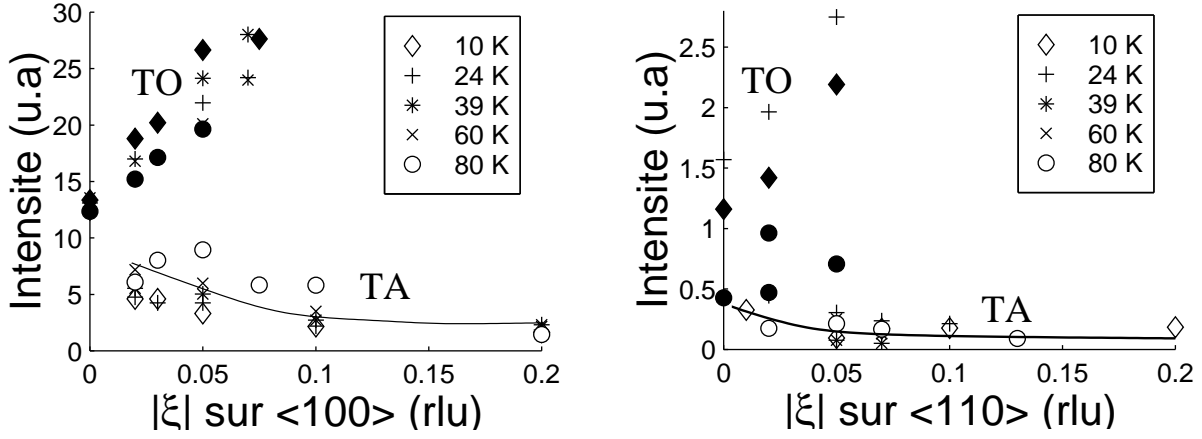 Intensite (u.a)
30
25
20
15
10
5
0
TO
TA
10 K
24 K
39 K
60 K
80 K
0 0.05 0.1 0.15 0.2
|ξ| sur <100> (rlu)
Intensite (u.a)
2.5
2
1.5
1
0.5
0
TO
TA
10 K
24 K
39 K
60 K
80 K
0 0.05 0.1 0.15 0.2
|ξ| sur <110> (rlu)